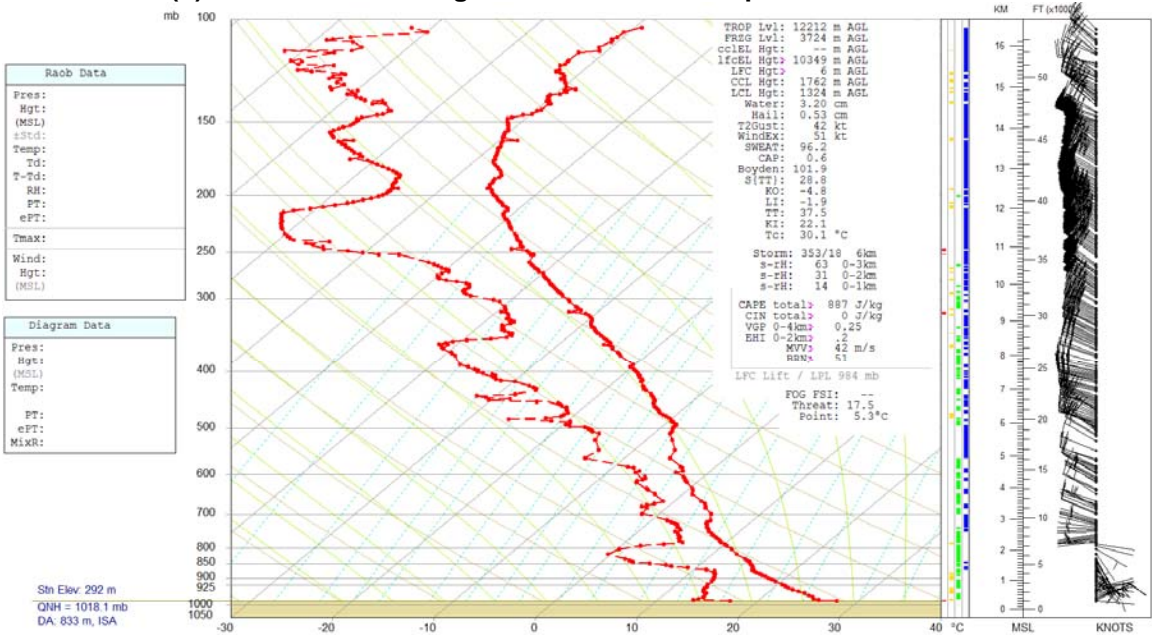 mb
Raob Data
Pres:
Hgt:
(MSL)
±Std:
Temp:
Td:
T-Td:
RH:
PT:
ePT:
Tmax:
Wind:
Hgt:
(MSL)
Diagram Data
Pres:
Hgt:
(MSL)
Temp:
PT:
ePT:
MixR:
Stn Elev: 292 m
QNH = 1018.1 mb
DA: 833 m, ISA
100
150
200
250
300
400
500
600
700
800
850
900
925
1000
1050
-30
-20
-10
0
10
20
30
40
°C
TROP Lvl: 12212 m AGL
FRZG Lvl: 3724 m AGL
cclEL Hgt: -- m AGL
lfcEL Hgt> 10349 m AGL
LFC Hgt> 6 m AGL
CCL Hgt: 1762 m AGL
LCL Hgt: 1324 m AGL
Water: 3.20 cm
Hail: 0.53 cm
T2Gust: 42 kt
WindEx: 51 kt
SWEAT: 96.2
CAP: 0.6
Boyden: 101.9
S(TT): 28.8
KO: -4.8
LI: -1.9
TT: 37.5
KI: 22.1
Tc: 30.1 °C
Storm: 353/18 6km
s-rH: 63 0-3km
s-rH: 31 0-2km
s-rH: 14 0-1km
CAPE total> 887 J/kg
CIN total> 0 J/kg
VGP 0-4km> 0.25
EHI 0-2km> .2
MVV> 42 m/s
BRN> 51
LFC Lift / LPL 984 mb
FOG FSI: --
Threat: 17.5
Point: 5.3°C
KM
16
15
14
13
12
11
10
9
8
7
6
5
4
3
2
1
0
MSL
FT (x1000)
50
45
40
35
30
25
20
15
10
5
0
KNOTS